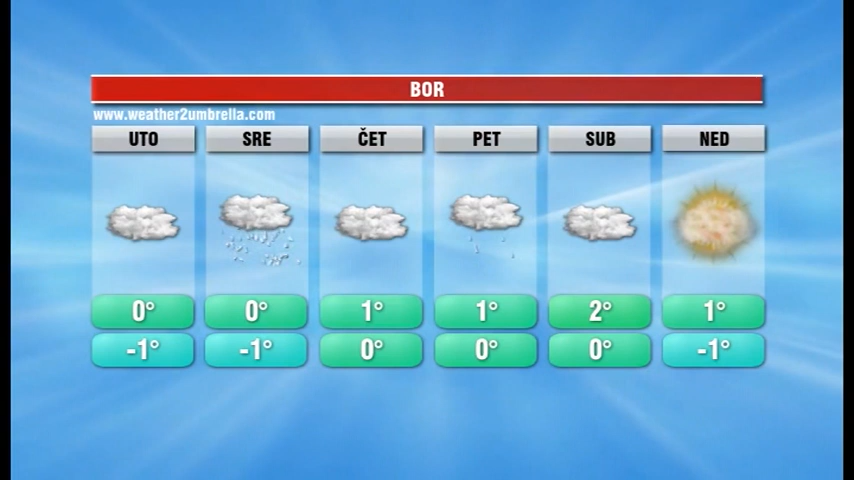 BOR
www.weather2umbrella.com
UTO SRE ČET PET SUB NED
0° 0° 1° 1° 2° 1°
-1° -1° 0° 0° 0° -1°